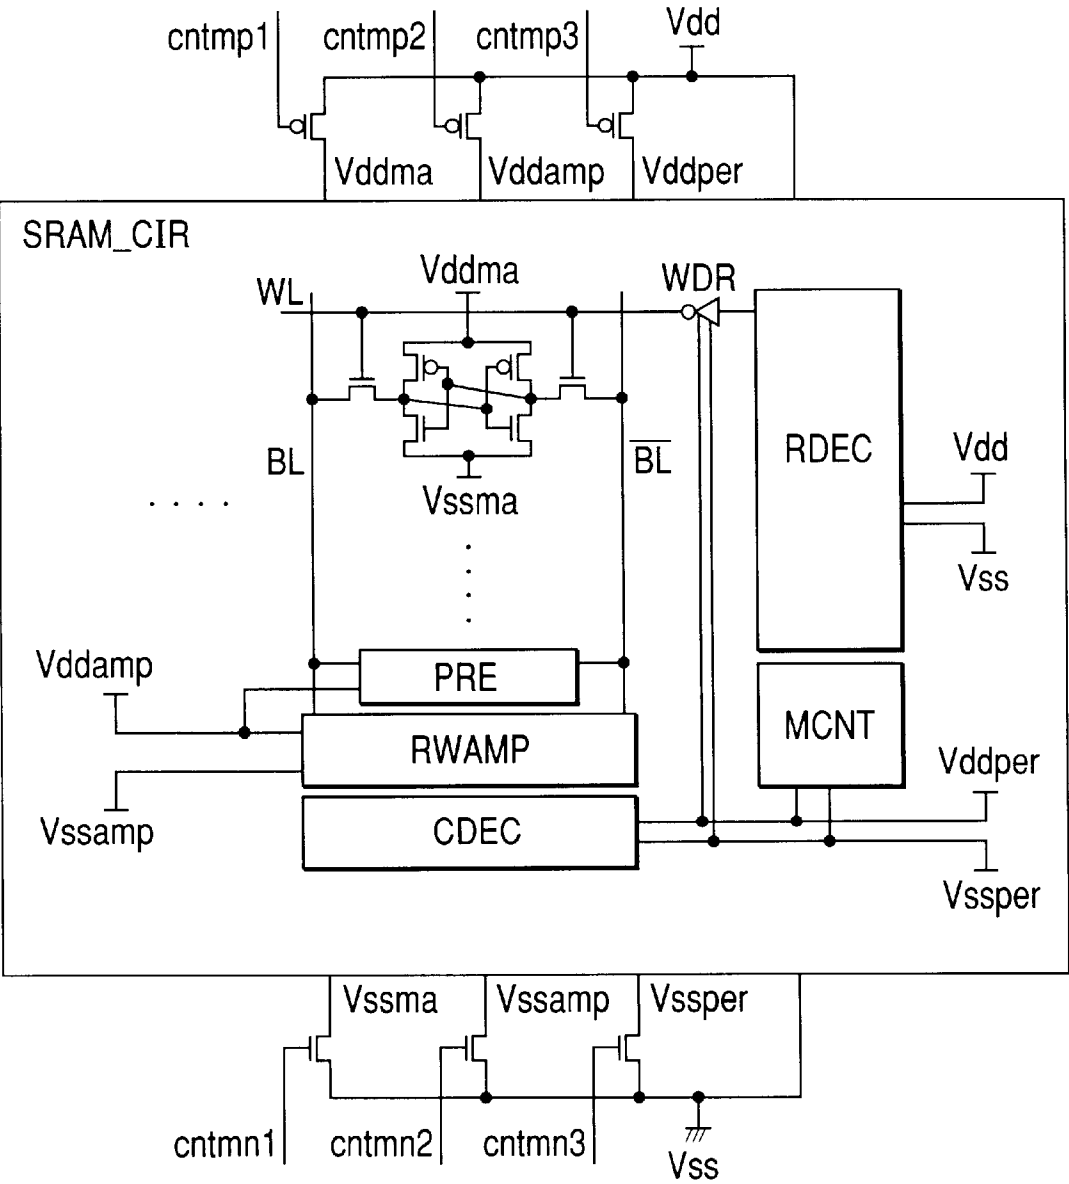 cntmp1 cntmp2 cntmp3 Vdd
Vddma Vddamp Vddper
SRAM_CIR
Vddma
WDR
WL
RDEC
Vdd
BL
BL
Vssma
Vss
Vddamp
PRE
MCNT
RWAMP
Vddper
Vssamp
CDEC
Vssper
Vssma Vssamp Vssper
cntmn1 cntmn2 cntmn3
Vss